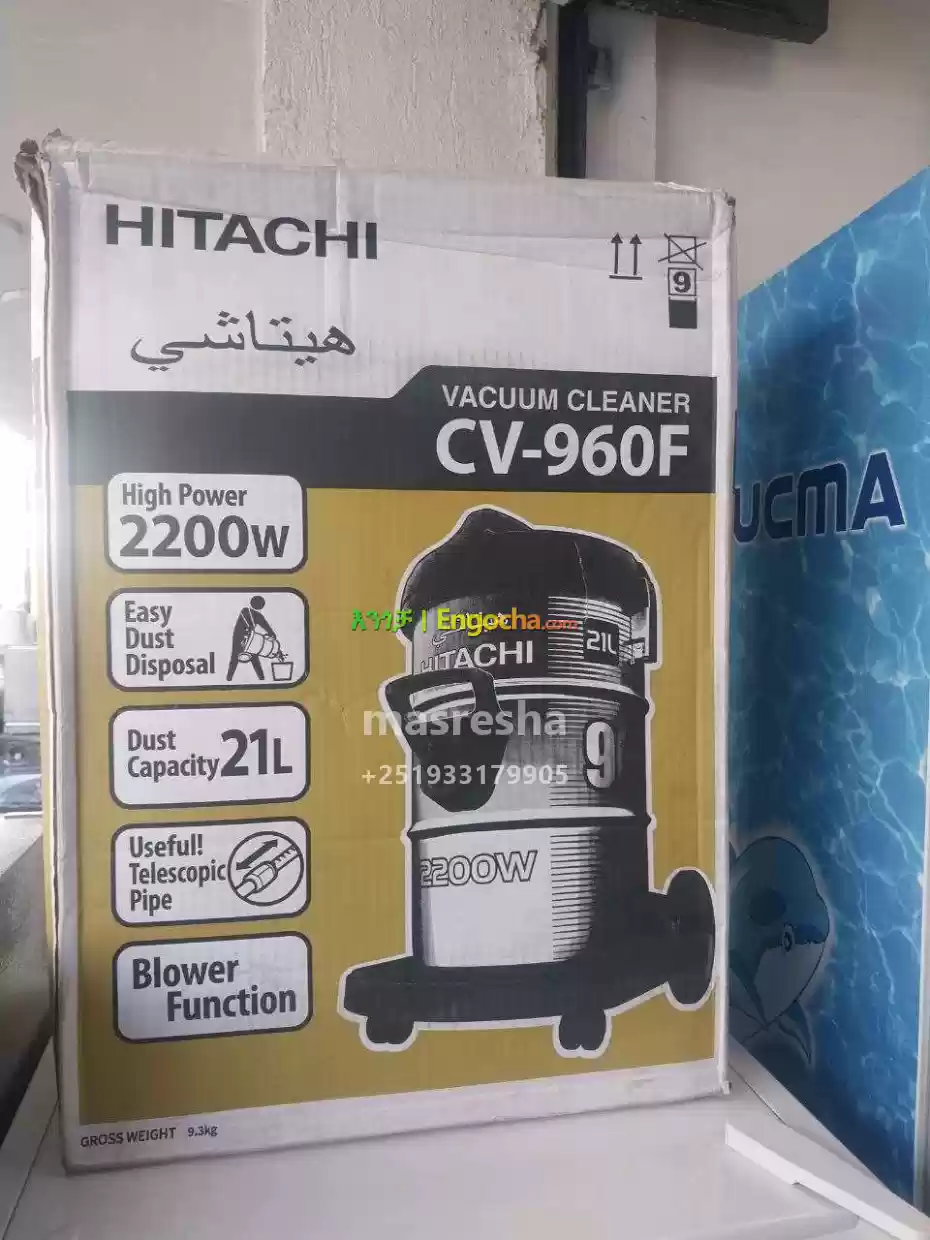 HITACHI
هيتاشي
9
VACUUM CLEANER
CV-960F
High Power
2200W
Easy
Dust
Disposal
Dust
Capacity 21L
Useful!
Telescopic
Pipe
Blower
Function
እንጎቻ | Engocha.com
HITACHI
21L
masresha
+251933179905
9
2200W
GROSS WEIGHT 9.3kg
UCMA